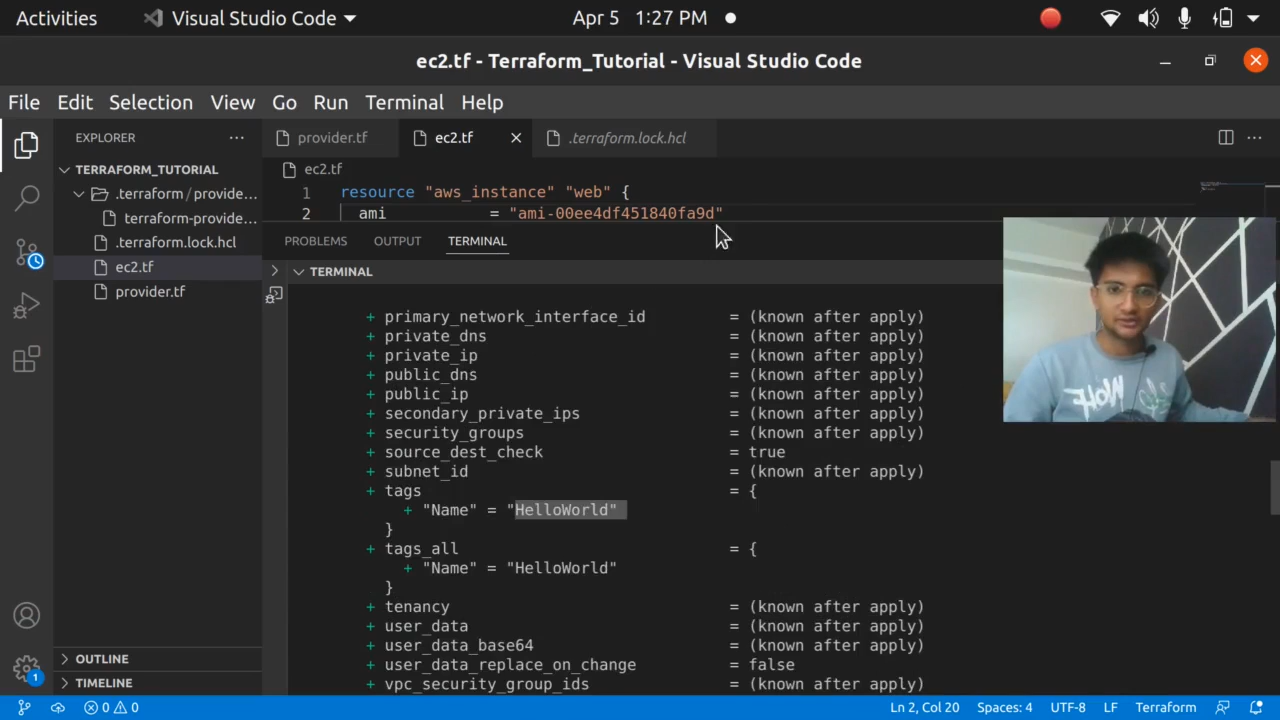 Activities
Visual Studio Code
Apr 5 1:27 PM
ec2.tf - Terraform_Tutorial - Visual Studio Code
File Edit Selection View Go Run Terminal Help
EXPLORER
provider.tf
ec2.tf
.terraform.lock.hcl
TERRAFORM_TUTORIAL
.terraform / provide...
terraform-provide...
.terraform.lock.hcl
ec2.tf
provider.tf
OUTLINE
TIMELINE
ec2.tf
1 resource "aws_instance" "web" {
2 ami = "ami-00ee4df451840fa9d"
PROBLEMS OUTPUT TERMINAL
TERMINAL
+ primary_network_interface_id = (known after apply)
+ private_dns = (known after apply)
+ private_ip = (known after apply)
+ public_dns = (known after apply)
+ public_ip = (known after apply)
+ secondary_private_ips = (known after apply)
+ security_groups = (known after apply)
+ source_dest_check = true
+ subnet_id = (known after apply)
+ tags = {
+ "Name" = "HelloWorld"
}
+ tags_all = {
+ "Name" = "HelloWorld"
}
+ tenancy = (known after apply)
+ user_data = (known after apply)
+ user_data_base64 = (known after apply)
+ user_data_replace_on_change = false
+ vpc_security_group_ids = (known after apply)
WOLF
1
0 0
Ln 2, Col 20
Spaces: 4
UTF-8
LF
Terraform